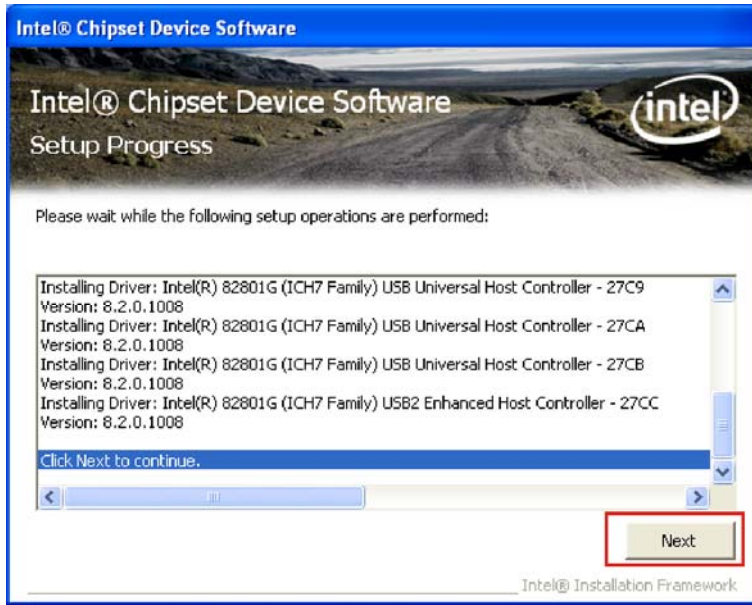 Intel® Chipset Device Software
Intel® Chipset Device Software
intel
Setup Progress
Please wait while the following setup operations are performed:
Installing Driver: Intel(R) 82801G (ICH7 Family) USB Universal Host Controller - 27C9
Version: 8.2.0.1008
Installing Driver: Intel(R) 82801G (ICH7 Family) USB Universal Host Controller - 27CA
Version: 8.2.0.1008
Installing Driver: Intel(R) 82801G (ICH7 Family) USB Universal Host Controller - 27CB
Version: 8.2.0.1008
Installing Driver: Intel(R) 82801G (ICH7 Family) USB2 Enhanced Host Controller - 27CC
Version: 8.2.0.1008
Click Next to continue.
Next
Intel® Installation Framework